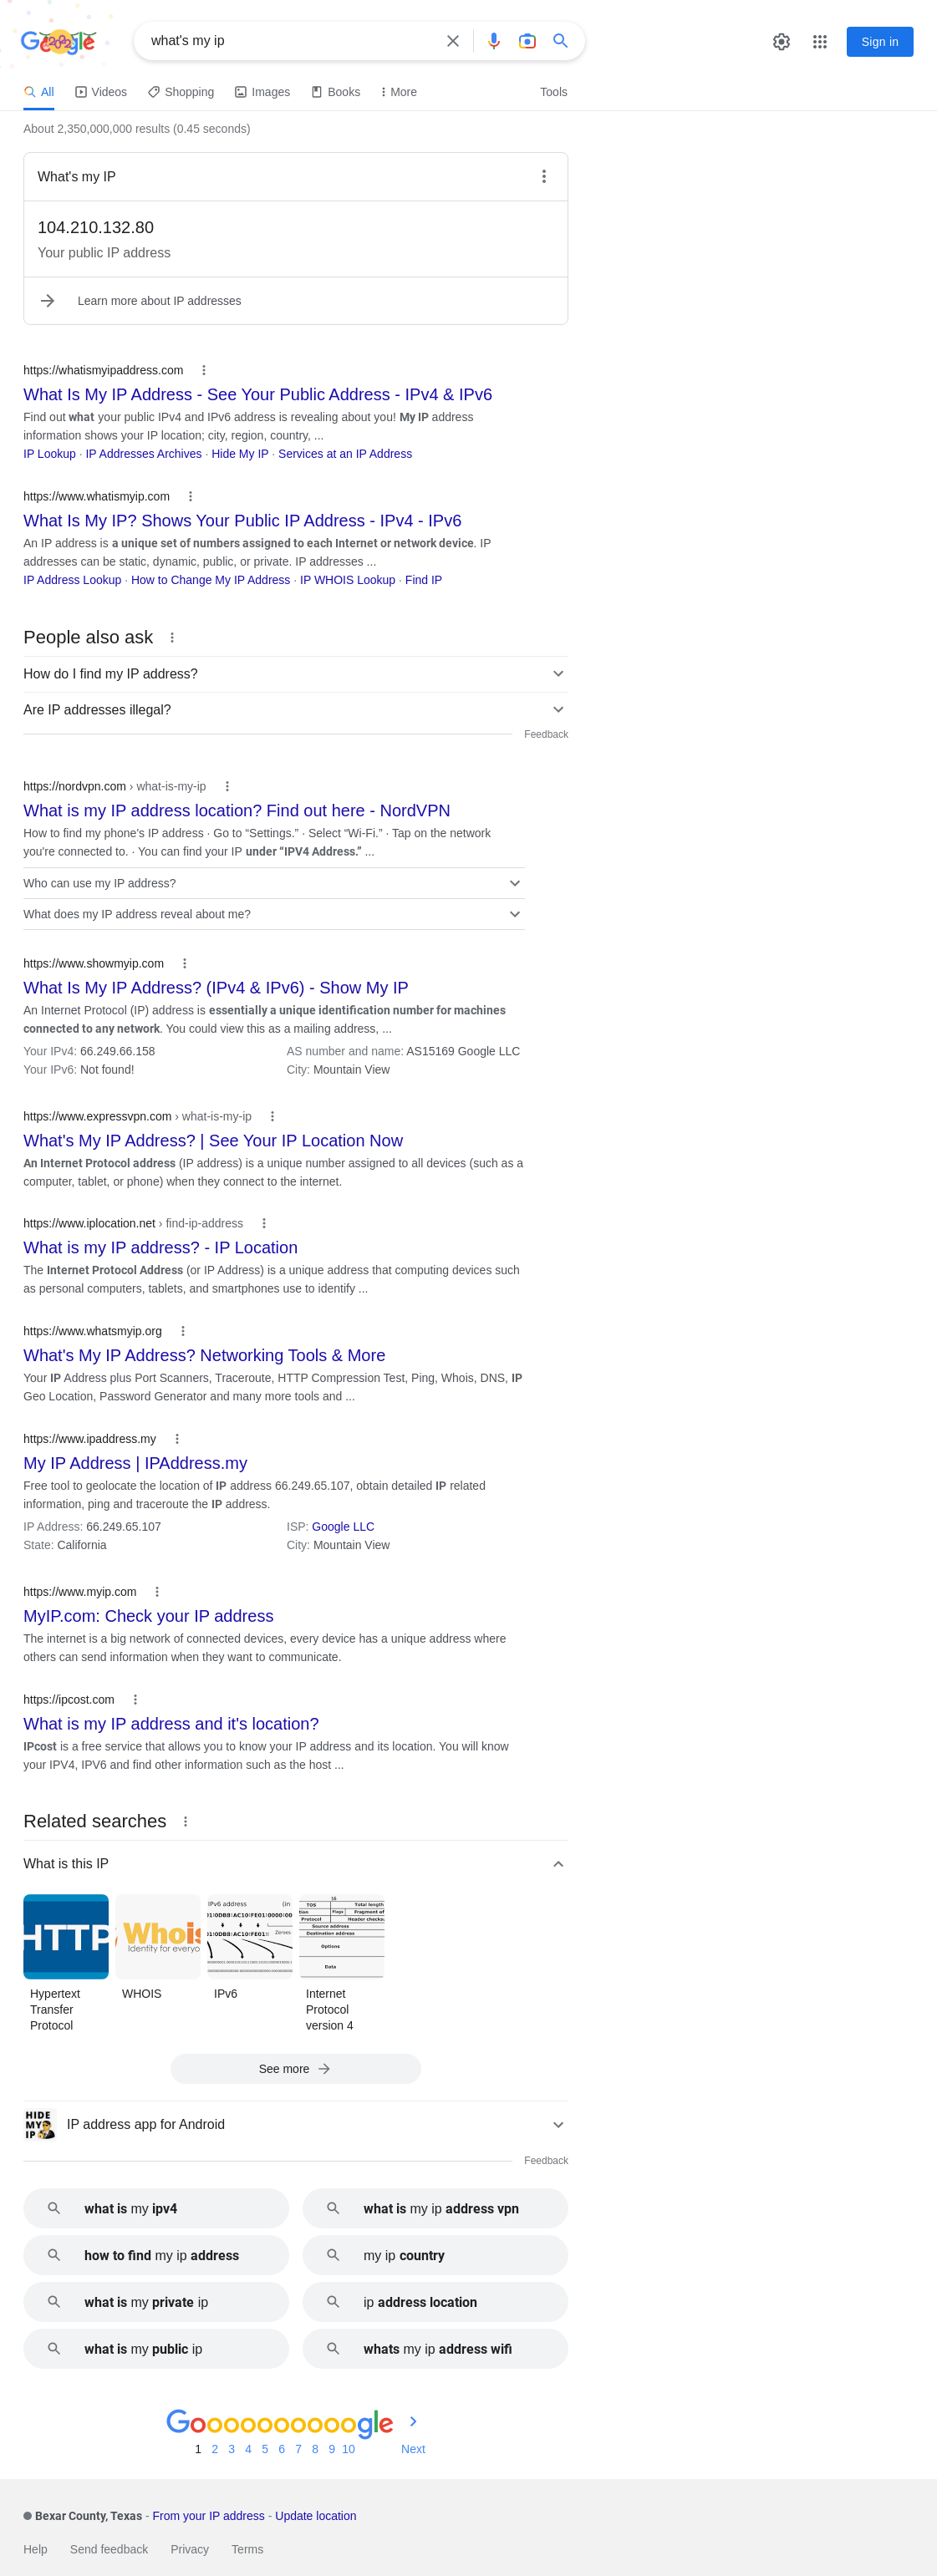 what's my ip
Sign in
All
Videos
Shopping
Images
Books
More
Tools
About 2,350,000,000 results (0.45 seconds)
What's my IP
104.210.132.80
Your public IP address
Learn more about IP addresses
https://whatismyipaddress.com
What Is My IP Address - See Your Public Address - IPv4 & IPv6
Find out what your public IPv4 and IPv6 address is revealing about you! My IP address
information shows your IP location; city, region, country, ...
IP Lookup · IP Addresses Archives · Hide My IP · Services at an IP Address
https://www.whatismyip.com
What Is My IP? Shows Your Public IP Address - IPv4 - IPv6
An IP address is a unique set of numbers assigned to each Internet or network device. IP
addresses can be static, dynamic, public, or private. IP addresses ...
IP Address Lookup · How to Change My IP Address · IP WHOIS Lookup · Find IP
People also ask
How do I find my IP address?
Are IP addresses illegal?
Feedback
https://nordvpn.com › what-is-my-ip
What is my IP address location? Find out here - NordVPN
How to find my phone's IP address · Go to “Settings.” · Select “Wi-Fi.” · Tap on the network
you're connected to. · You can find your IP under “IPV4 Address.” ...
Who can use my IP address?
What does my IP address reveal about me?
https://www.showmyip.com
What Is My IP Address? (IPv4 & IPv6) - Show My IP
An Internet Protocol (IP) address is essentially a unique identification number for machines
connected to any network. You could view this as a mailing address, ...
Your IPv4: 66.249.66.158
AS number and name: AS15169 Google LLC
Your IPv6: Not found!
City: Mountain View
https://www.expressvpn.com › what-is-my-ip
What's My IP Address? | See Your IP Location Now
An Internet Protocol address (IP address) is a unique number assigned to all devices (such as a
computer, tablet, or phone) when they connect to the internet.
https://www.iplocation.net › find-ip-address
What is my IP address? - IP Location
The Internet Protocol Address (or IP Address) is a unique address that computing devices such
as personal computers, tablets, and smartphones use to identify ...
https://www.whatsmyip.org
What's My IP Address? Networking Tools & More
Your IP Address plus Port Scanners, Traceroute, HTTP Compression Test, Ping, Whois, DNS, IP
Geo Location, Password Generator and many more tools and ...
https://www.ipaddress.my
My IP Address | IPAddress.my
Free tool to geolocate the location of IP address 66.249.65.107, obtain detailed IP related
information, ping and traceroute the IP address.
IP Address: 66.249.65.107
ISP: Google LLC
State: California
City: Mountain View
https://www.myip.com
MyIP.com: Check your IP address
The internet is a big network of connected devices, every device has a unique address where
others can send information when they want to communicate.
https://ipcost.com
What is my IP address and it's location?
IPcost is a free service that allows you to know your IP address and its location. You will know
your IPV4, IPV6 and find other information such as the host ...
Related searches
What is this IP
HTTP
Whois
Identity for everyo
IPv6 address
TOS
Total length
Flags
Fragment of
Protocol
Header checks
Source address
Destination address
Options
Data
Hypertext
Transfer
Protocol
WHOIS
IPv6
Internet
Protocol
version 4
See more
HIDE
MY
IP
IP address app for Android
Feedback
what is my ipv4
what is my ip address vpn
how to find my ip address
my ip country
what is my private ip
ip address location
what is my public ip
whats my ip address wifi
Goooooooooogle
1 2 3 4 5 6 7 8 9 10
Next
Bexar County, Texas - From your IP address - Update location
Help
Send feedback
Privacy
Terms